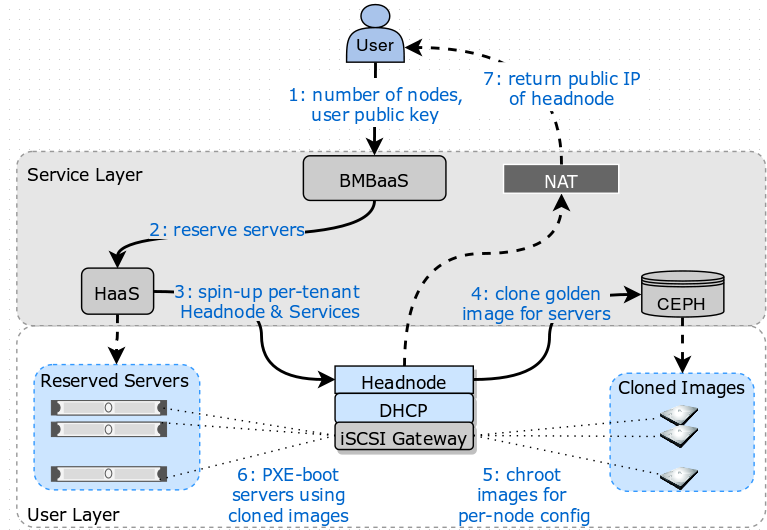 User
7: return public IP
of headnode
1: number of nodes,
user public key
Service Layer
BMBaaS
NAT
2: reserve servers
HaaS
3: spin-up per-tenant
Headnode & Services
4: clone golden
image for servers
CEPH
Reserved Servers
Headnode
DHCP
iSCSI Gateway
Cloned Images
6: PXE-boot
servers using
cloned images
5: chroot
images for
per-node config
User Layer